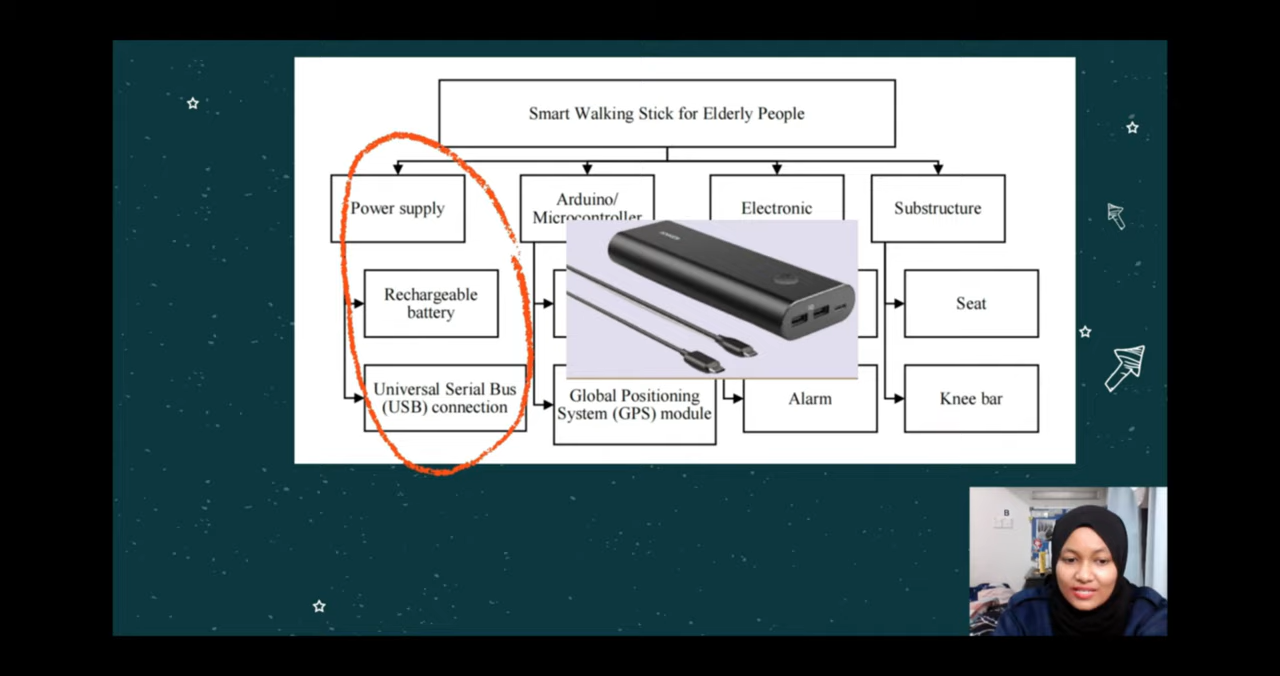 Smart Walking Stick for Elderly People
Power supply
Arduino/
Microcontroller
Electronic
Substructure
Rechargeable
battery
Seat
Universal Serial Bus
(USB) connection
Global Positioning
System (GPS) module
Alarm
Knee bar
B